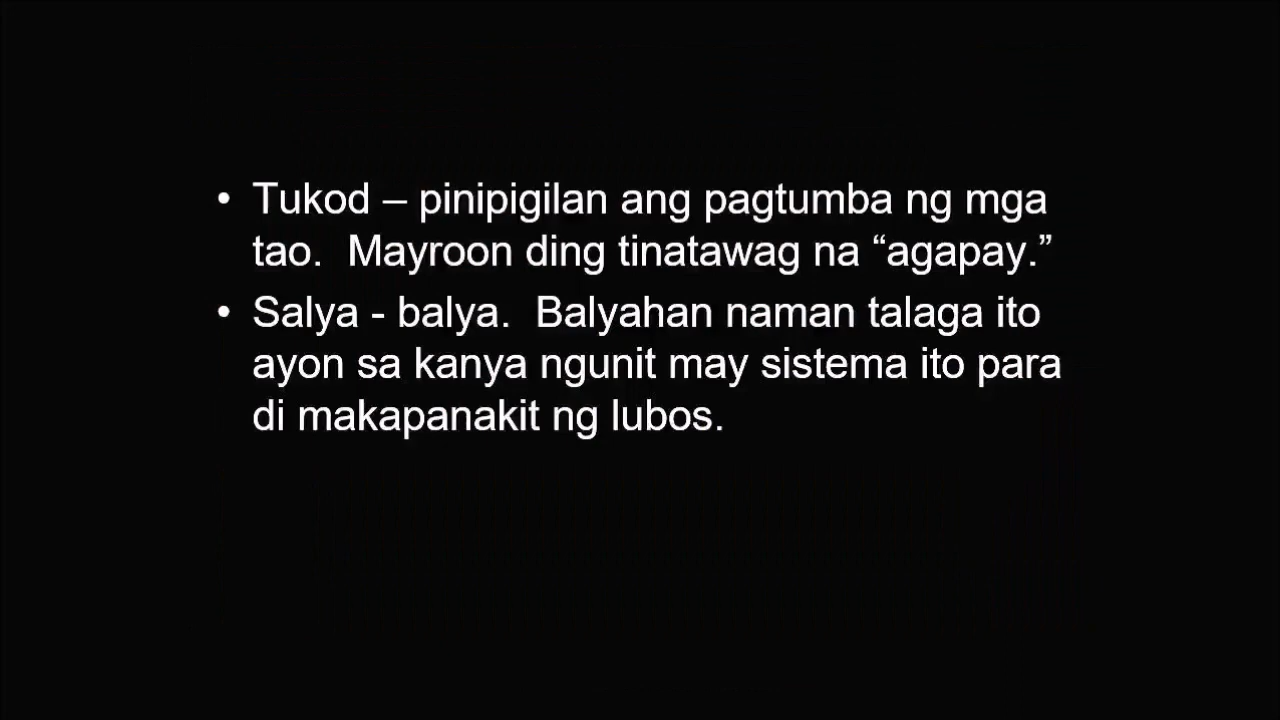 • Tukod – pinipigilan ang pagtumba ng mga
tao.  Mayroon ding tinatawag na “agapay.”
• Salya - balya.  Balyahan naman talaga ito
ayon sa kanya ngunit may sistema ito para
di makapanakit ng lubos.